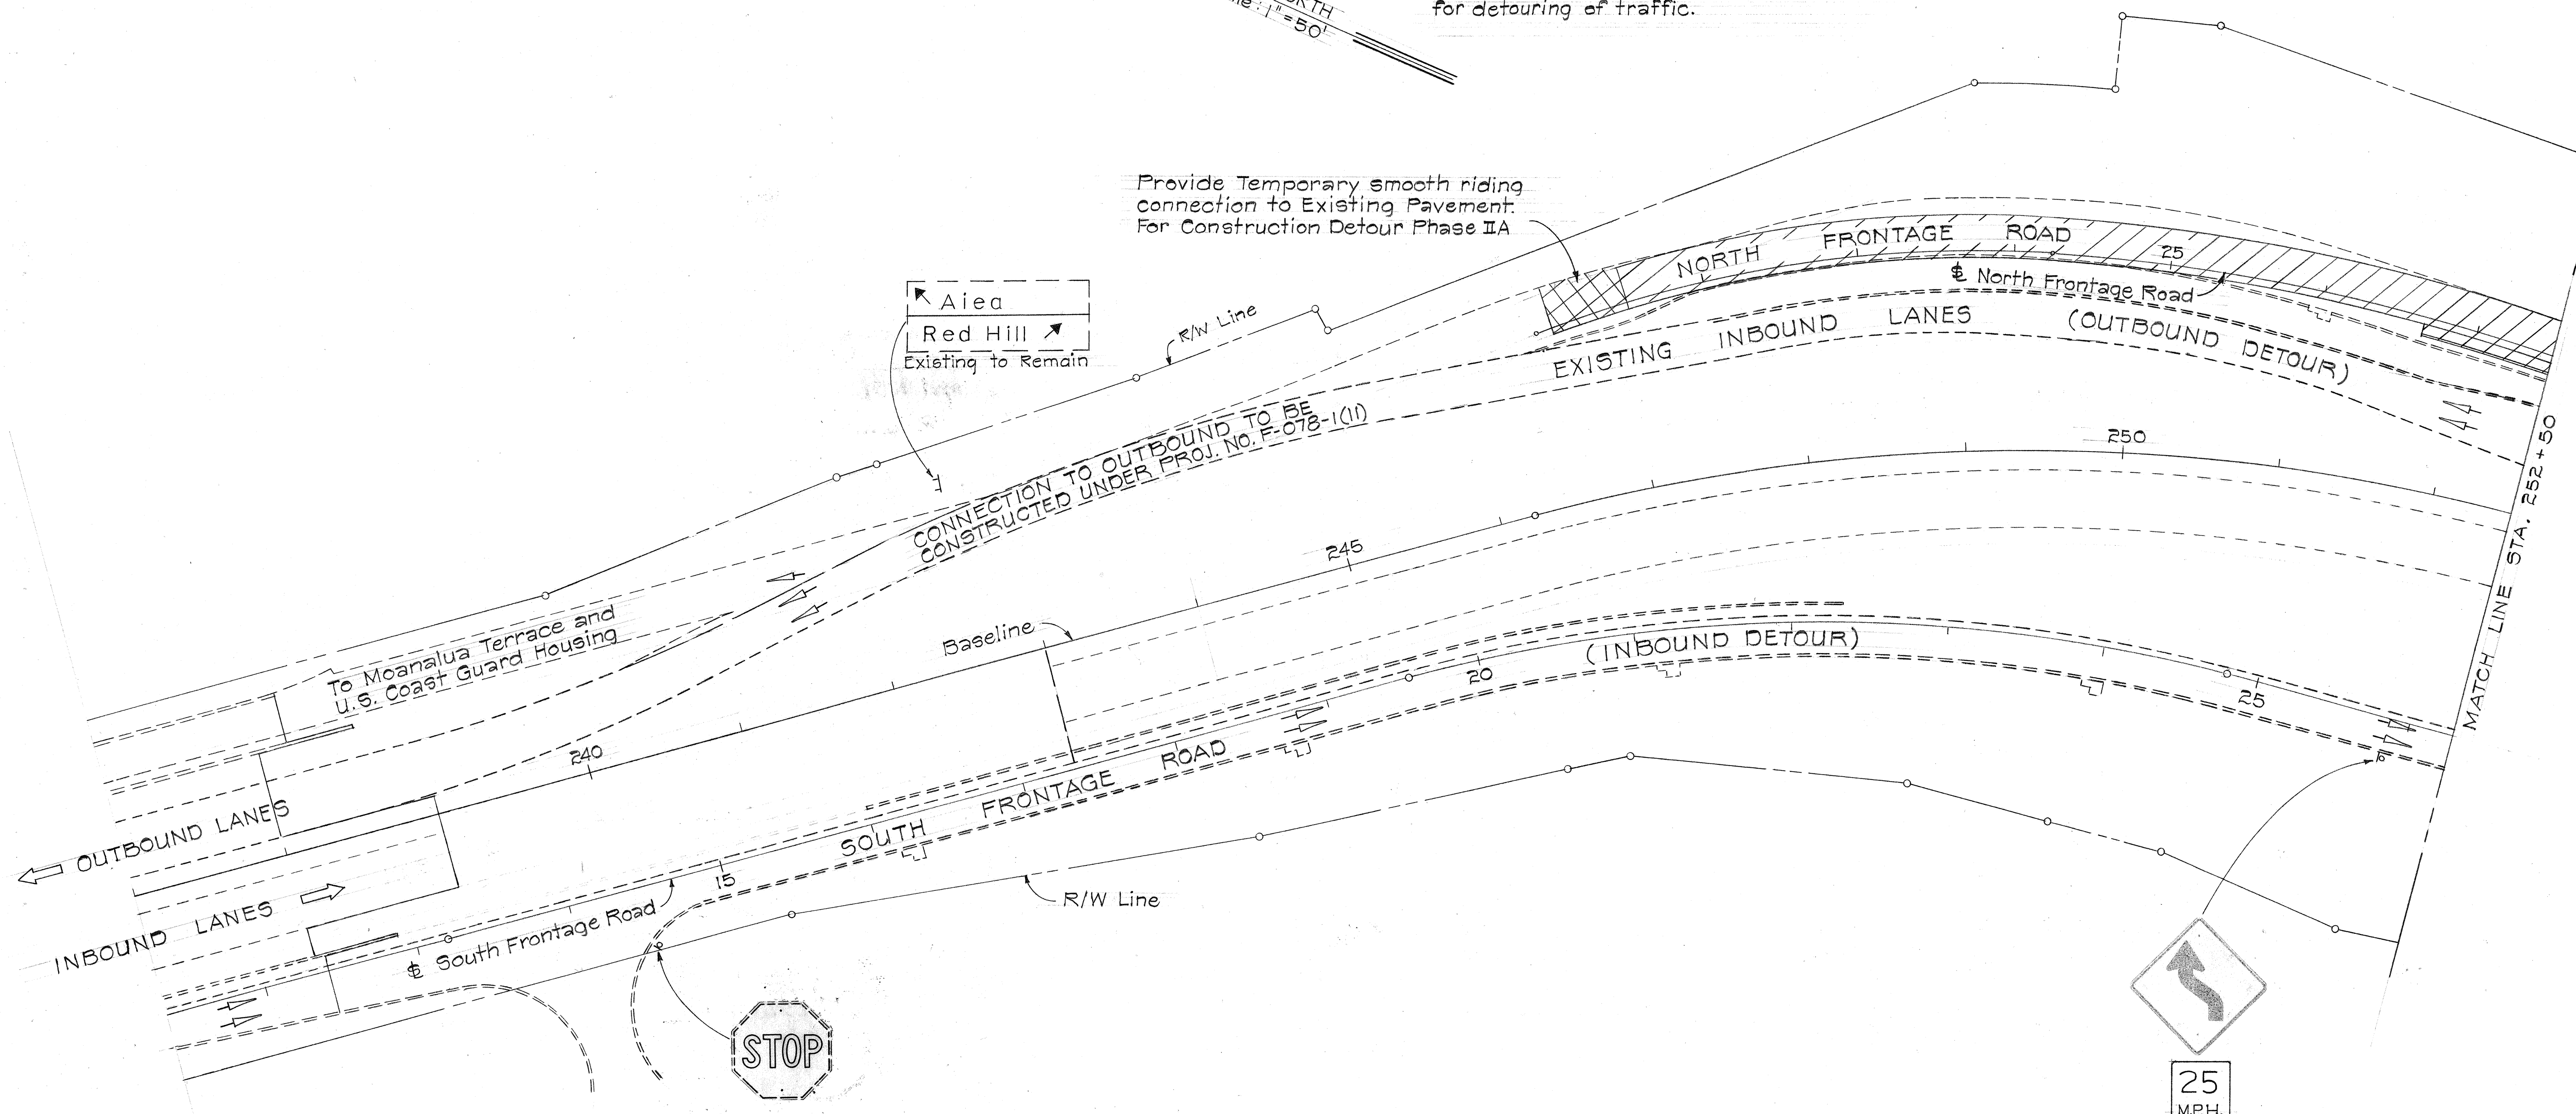 for detouring of traffic.
1"=50'
Provide Temporary smooth riding
connection to Existing Pavement.
For Construction Detour Phase IIA
Aiea
Red Hill
Existing to Remain
R/W Line
NORTH FRONTAGE ROAD
25
℄ North Frontage Road
EXISTING INBOUND LANES (OUTBOUND DETOUR)
CONNECTION TO OUTBOUND TO BE
CONSTRUCTED UNDER PROJ. NO. F-078-1(11)
250
245
240
Baseline
To Moanalua Terrace and
U.S. Coast Guard Housing
(INBOUND DETOUR)
20
25
15
MATCH LINE STA. 252+50
SOUTH FRONTAGE ROAD
OUTBOUND LANES
INBOUND LANES
℄ South Frontage Road
R/W Line
STOP
25
M.P.H.